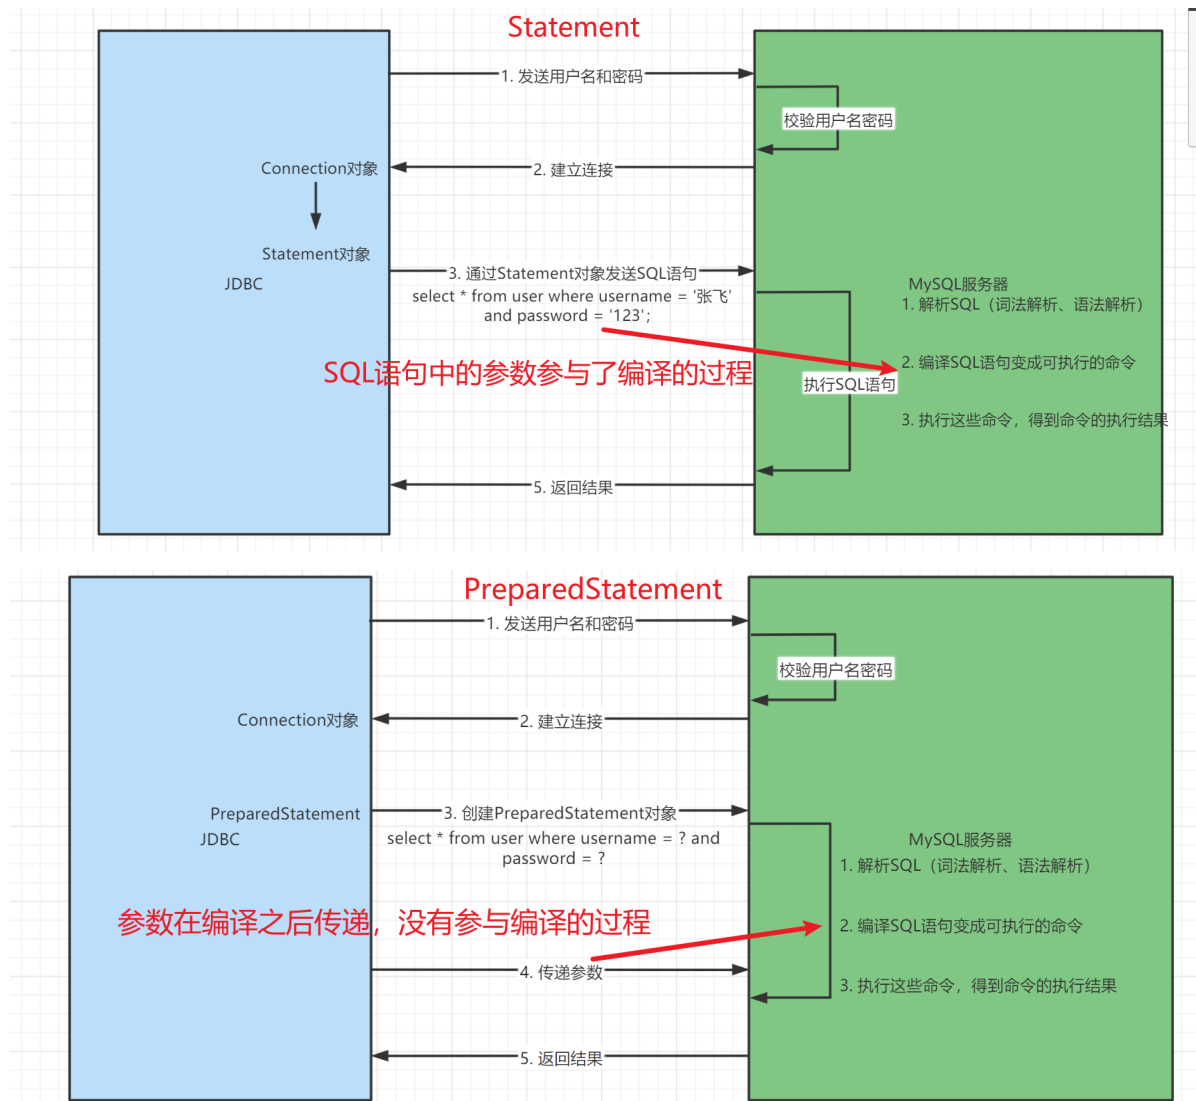 Statement
1. 发送用户名和密码
校验用户名密码
Connection对象
2. 建立连接
Statement对象
JDBC
3. 通过Statement对象发送SQL语句
select * from user where username = '张飞'
and password = '123';
MySQL服务器
1. 解析SQL（词法解析、语法解析）
SQL语句中的参数参与了编译的过程
2. 编译SQL语句变成可执行的命令
执行SQL语句
3. 执行这些命令，得到命令的执行结果
5. 返回结果
PreparedStatement
1. 发送用户名和密码
校验用户名密码
Connection对象
2. 建立连接
PreparedStatement
JDBC
3. 创建PreparedStatement对象
select * from user where username = ? and
password = ?
MySQL服务器
1. 解析SQL（词法解析、语法解析）
参数在编译之后传递，没有参与编译的过程
2. 编译SQL语句变成可执行的命令
4. 传递参数
3. 执行这些命令，得到命令的执行结果
5. 返回结果